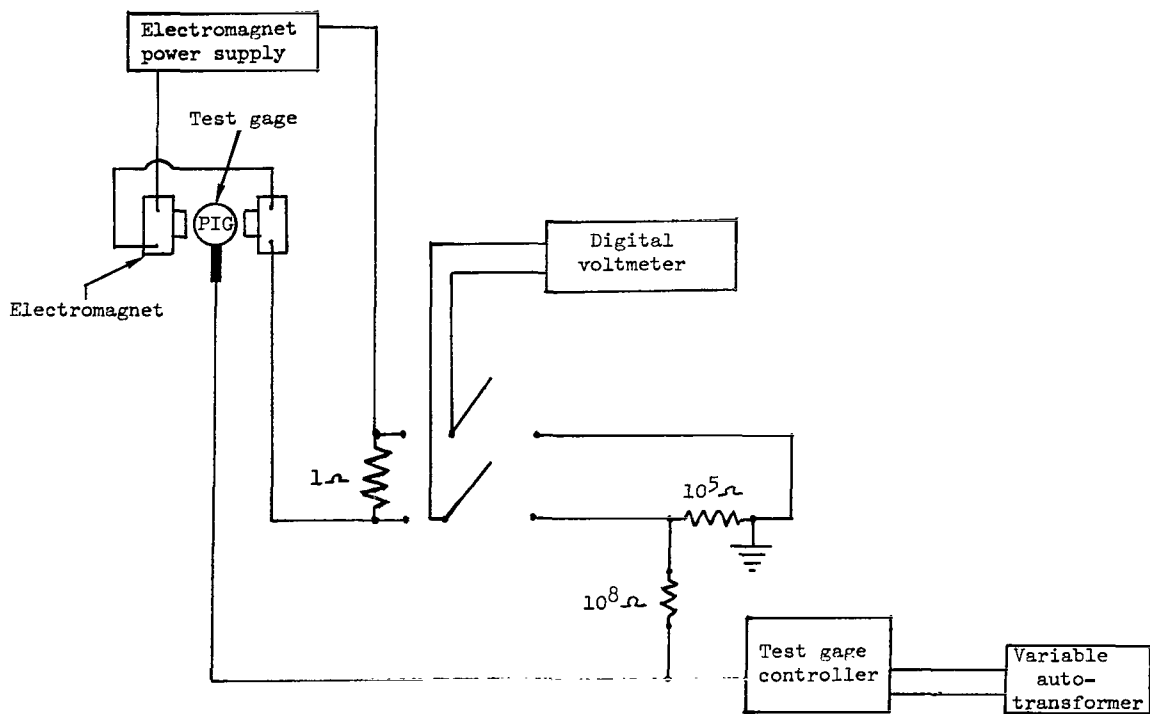 Electromagnet
power supply
Test gage
PIG
Electromagnet
Digital
voltmeter
1Ω
10⁵Ω
10⁸Ω
Test gage
controller
Variable
auto-
transformer